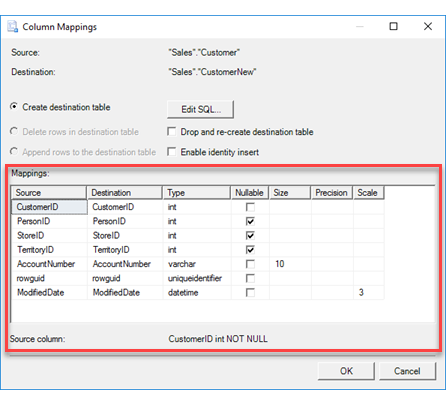 Column Mappings
Source: "Sales"."Customer"
Destination: "Sales"."CustomerNew"
Create destination table Edit SQL...
Delete rows in destination table Drop and re-create destination table
Append rows to the destination table Enable identity insert
Mappings:
Source Destination Type Nullable Size Precision Scale
CustomerID CustomerID int
PersonID PersonID int
StoreID StoreID int
TerritoryID TerritoryID int
AccountNumber AccountNumber varchar 10
rowguid rowguid uniqueidentifier
ModifiedDate ModifiedDate datetime 3
Source column: CustomerID int NOT NULL
OK Cancel